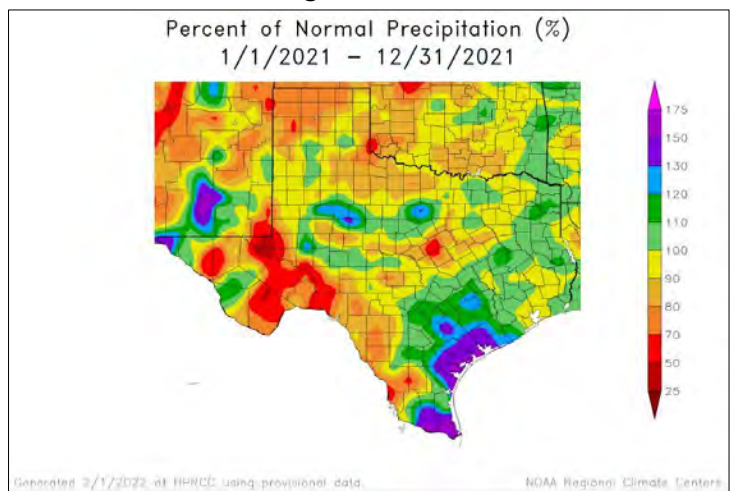 Percent of Normal Precipitation (%)
1/1/2021 – 12/31/2021
175
150
130
120
110
100
90
80
70
50
25
Generated 2/1/2022 at HPRCC using provisional data.
NOAA Regional Climate Centers